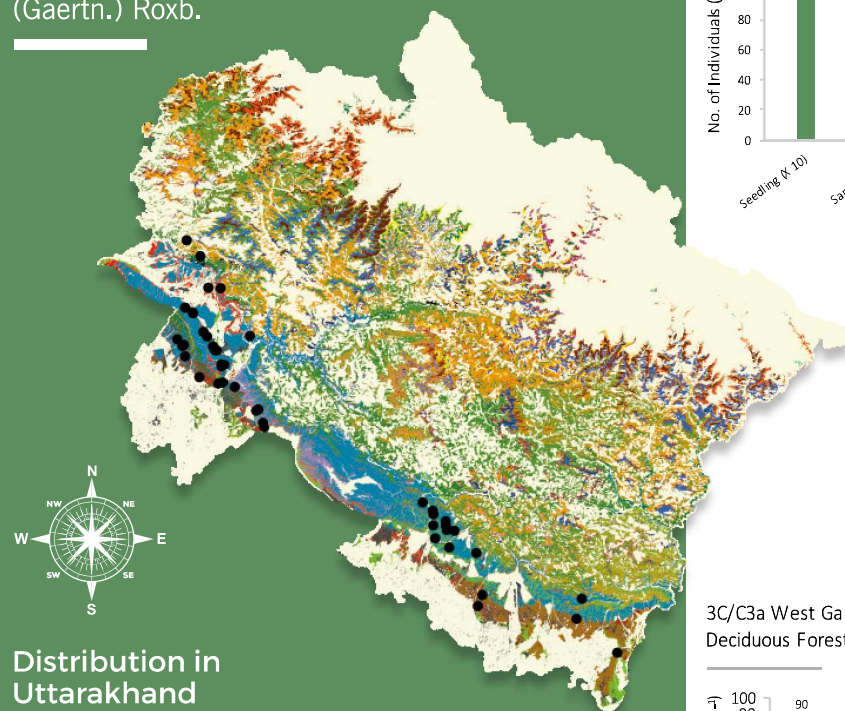 (Gaertn.) Roxb.
N
NW
NE
W
E
SW
SE
S
Distribution in
Uttarakhand
No. of Individuals (
80
60
40
20
0
Seedling (X 10)
3C/C3a West Ga
Deciduous Forest
100
90